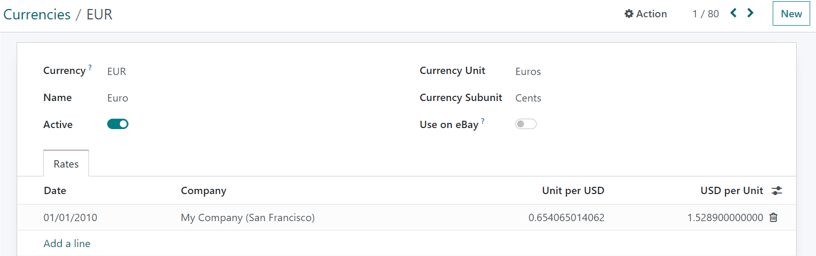 Currencies / EUR
Action
1 / 80
New
Currency ?
EUR
Currency Unit
Euros
Name
Euro
Currency Subunit
Cents
Active
Use on eBay ?
Rates
Date
Company
Unit per USD
USD per Unit
01/01/2010
My Company (San Francisco)
0.654065014062
1.528900000000
Add a line